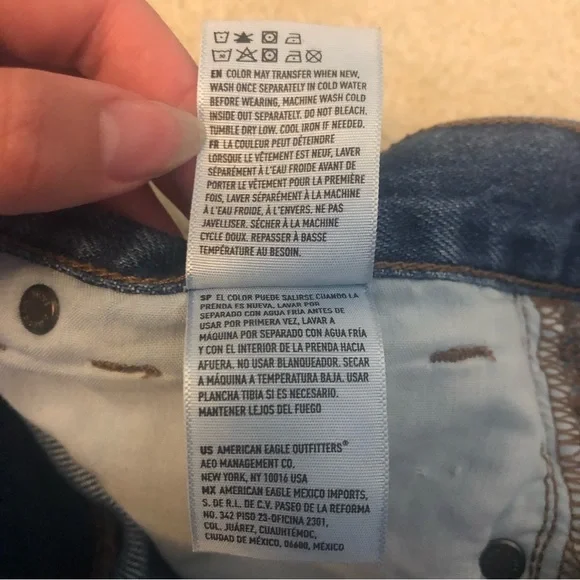 EN COLOR MAY TRANSFER WHEN NEW,
WASH ONCE SEPARATELY IN COLD WATER
BEFORE WEARING, MACHINE WASH COLD
INSIDE OUT SEPARATELY. DO NOT BLEACH.
TUMBLE DRY LOW. COOL IRON IF NEEDED.
FR LA COULEUR PEUT DÉTEINDRE
LORSQUE LE VÊTEMENT EST NEUF, LAVER
SÉPARÉMENT À L'EAU FROIDE AVANT DE
PORTER LE VÊTEMENT POUR LA PREMIÈRE
FOIS, LAVER SÉPARÉMENT À LA MACHINE
À L'EAU FROIDE, À L'ENVERS. NE PAS
JAVELLISER. SÉCHER À LA MACHINE
CYCLE DOUX. REPASSER À BASSE
TEMPÉRATURE AU BESOIN.
SP EL COLOR PUEDE SALIRSE CUANDO LA
PRENDA ES NUEVA, LAVAR POR
SEPARADO CON AGUA FRÍA ANTES DE
USAR POR PRIMERA VEZ, LAVAR A
MÁQUINA POR SEPARADO CON AGUA FRÍA
Y CON EL INTERIOR DE LA PRENDA HACIA
AFUERA. NO USAR BLANQUEADOR. SECAR
A MÁQUINA A TEMPERATURA BAJA. USAR
PLANCHA TIBIA SI ES NECESARIO.
MANTENER LEJOS DEL FUEGO
US AMERICAN EAGLE OUTFITTERS®
AEO MANAGEMENT CO.
NEW YORK, NY 10016 USA
MX AMERICAN EAGLE MEXICO IMPORTS,
S. DE R.L. DE C.V. PASEO DE LA REFORMA
NO. 342 PISO 23-OFICINA 2301,
COL. JUÁREZ, CUAUHTÉMOC,
CIUDAD DE MÉXICO, 06600, MÉXICO